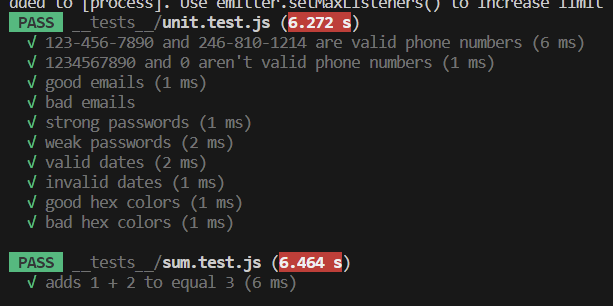 dded to [process]. Use emitter.setMaxListeners() to increase limit
PASS __tests__/unit.test.js (6.272 s)
√ 123-456-7890 and 246-810-1214 are valid phone numbers (6 ms)
√ 1234567890 and 0 aren't valid phone numbers (1 ms)
√ good emails (1 ms)
√ bad emails
√ strong passwords (1 ms)
√ weak passwords (2 ms)
√ valid dates (2 ms)
√ invalid dates (1 ms)
√ good hex colors (1 ms)
√ bad hex colors (1 ms)
PASS __tests__/sum.test.js (6.464 s)
√ adds 1 + 2 to equal 3 (6 ms)